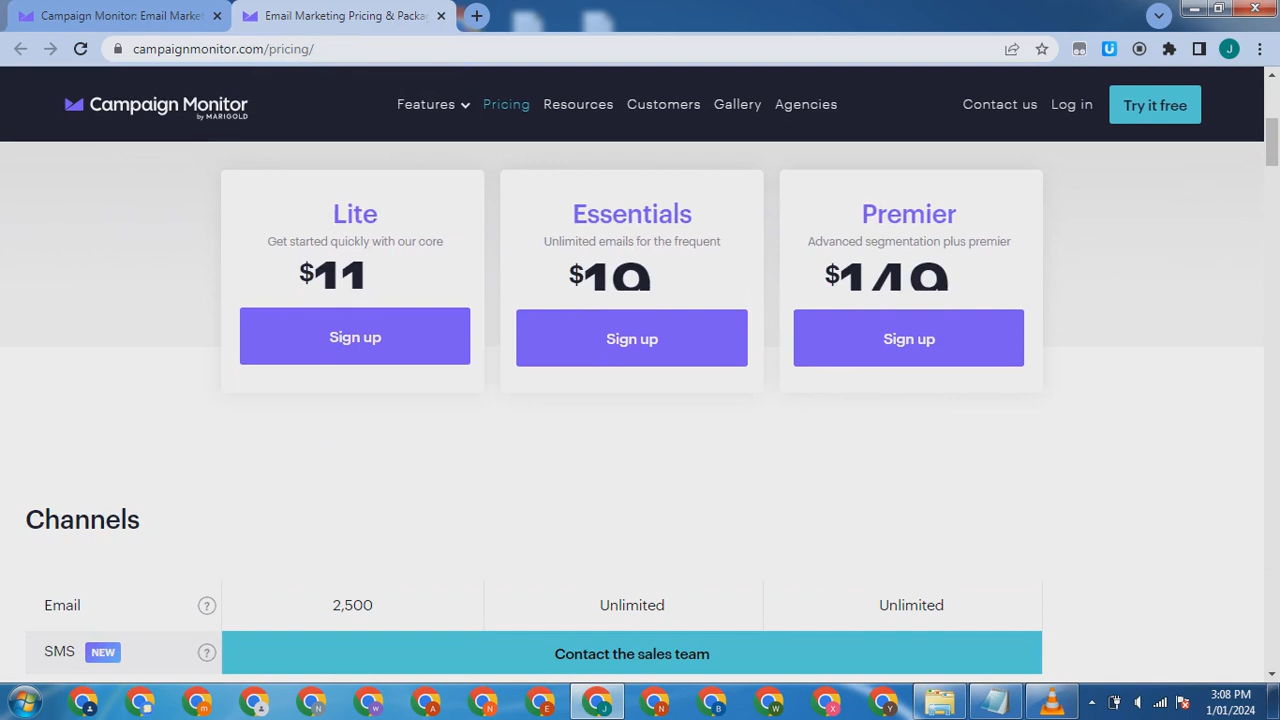 Campaign Monitor: Email Market
Email Marketing Pricing & Packa
campaignmonitor.com/pricing/
J
Campaign Monitor
by MARIGOLD
Features
Pricing
Resources
Customers
Gallery
Agencies
Contact us
Log in
Try it free
Lite
Get started quickly with our core
$11
Sign up
Essentials
Unlimited emails for the frequent
$19
Sign up
Premier
Advanced segmentation plus premier
$149
Sign up
Channels
Email ? 2,500 Unlimited Unlimited
SMS NEW ? Contact the sales team
3:08 PM
1/01/2024